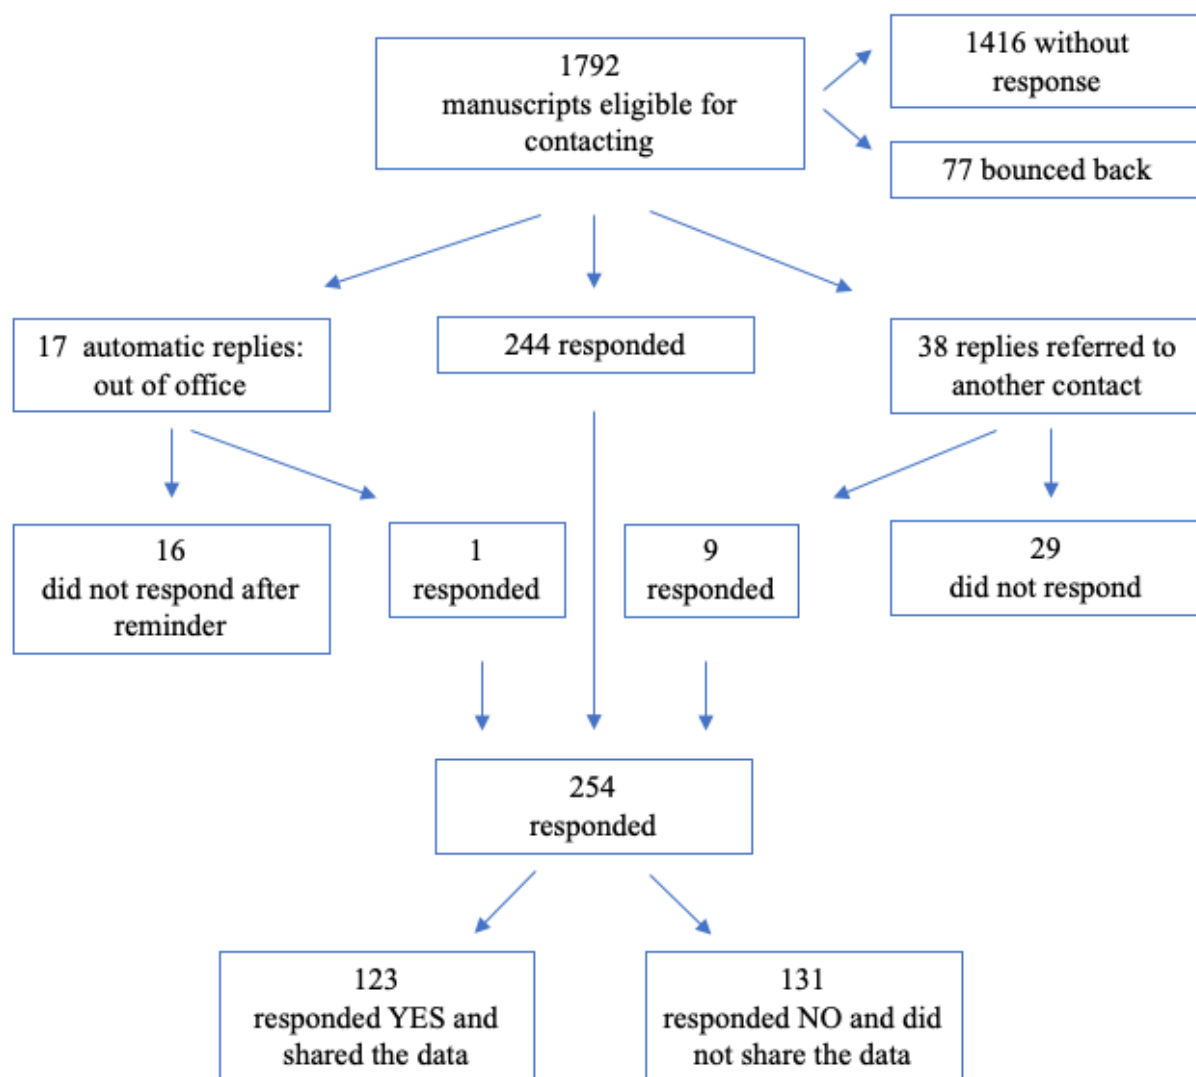 1792
manuscripts eligible for
contacting
1416 without
response
77 bounced back
17 automatic replies:
out of office
244 responded
38 replies referred to
another contact
16
did not respond after
reminder
1
responded
9
responded
29
did not respond
254
responded
123
responded YES and
shared the data
131
responded NO and did
not share the data